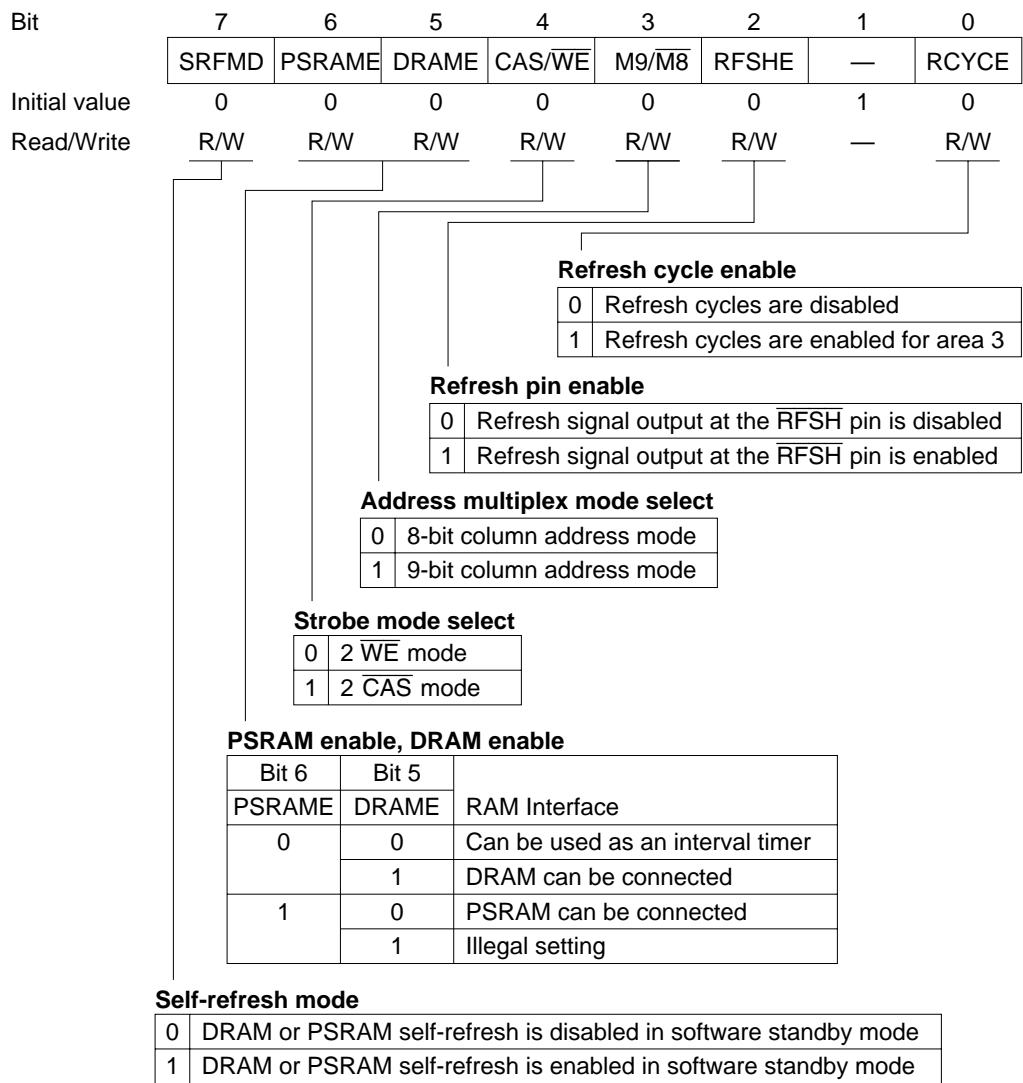 Bit 7 6 5 4 3 2 1 0
SRFMD PSRAME DRAME CAS/W̅E̅ M9/M̅8̅ RFSHE — RCYCE
Initial value 0 0 0 0 0 0 1 0
Read/Write R/W R/W R/W R/W R/W R/W — R/W
Refresh cycle enable
0 Refresh cycles are disabled
1 Refresh cycles are enabled for area 3
Refresh pin enable
0 Refresh signal output at the R̅F̅S̅H̅ pin is disabled
1 Refresh signal output at the R̅F̅S̅H̅ pin is enabled
Address multiplex mode select
0 8-bit column address mode
1 9-bit column address mode
Strobe mode select
0 2 W̅E̅ mode
1 2 C̅A̅S̅ mode
PSRAM enable, DRAM enable
Bit 6 Bit 5
PSRAME DRAME RAM Interface
0 0 Can be used as an interval timer
1 DRAM can be connected
1 0 PSRAM can be connected
1 Illegal setting
Self-refresh mode
0 DRAM or PSRAM self-refresh is disabled in software standby mode
1 DRAM or PSRAM self-refresh is enabled in software standby mode